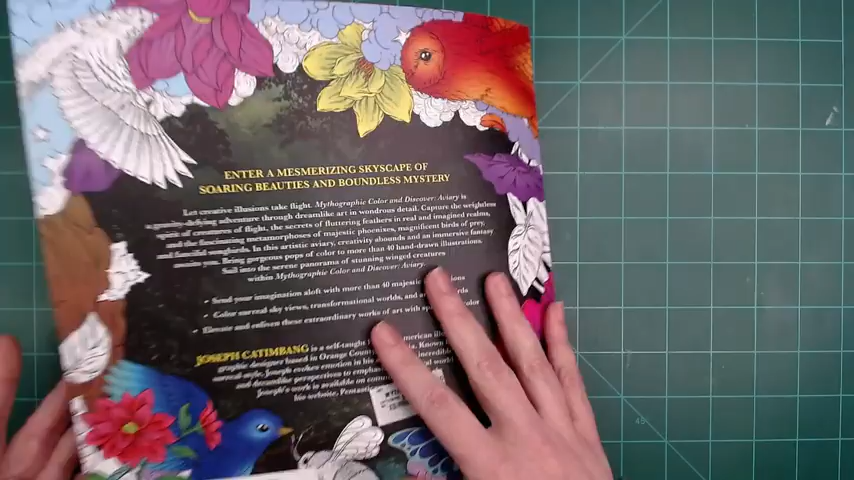 ENTER A MESMERIZING SKYSCAPE OF
SOARING BEAUTIES AND BOUNDLESS MYSTERY
Let creative illusions take flight. Mythographic Color and Discover: Aviary is
a gravity-defying adventure through dreamlike art in wondrous detail. Capture the weightless
spirit of creatures of flight, the secrets of fluttering feathers in real and imagined realms,
and the fascinating metamorphoses of majestic phoenixes, magnificent birds of prey,
and fanciful songbirds. In this artistic aviary, creativity abounds and an immersive fantasy
awaits you. Bring gorgeous pops of color to more than 40 hand-drawn illustrations.
Sail into the serene panorama of stunning winged creatures
within Mythographic Color and Discover: Aviary.
• Send your imagination aloft with more than 40 majestic
• Color surreal sky views, transformational worlds, and
• Elevate and enliven these extraordinary works of art with
JOSEPH CATIMBANG is a self-taught
graphic designer based in Orange County Known
surreal style, Joseph evokes emotion in his incredible
and dreamlike perspectives to
Joseph's work is available on
his website,
45